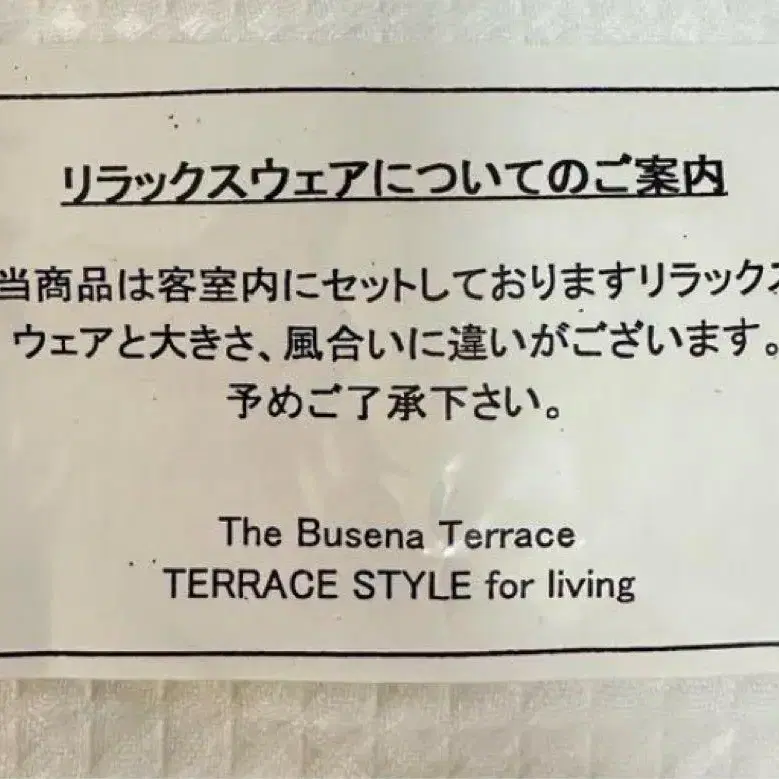 リラックスウェアについてのご案内
当商品は客室内にセットしておりますリラックス
ウェアと大きさ、風合いに違いがございます。
予めご了承下さい。
The Busena Terrace
TERRACE STYLE for living